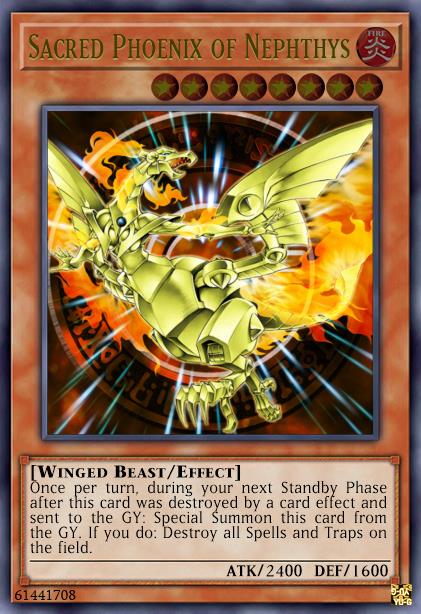 Sacred Phoenix of Nephthys
FIRE
炎
[Winged Beast/Effect]
Once per turn, during your next Standby Phase
after this card was destroyed by a card effect and
sent to the GY: Special Summon this card from
the GY. If you do: Destroy all Spells and Traps on
the field.
ATK/2400 DEF/1600
61441708